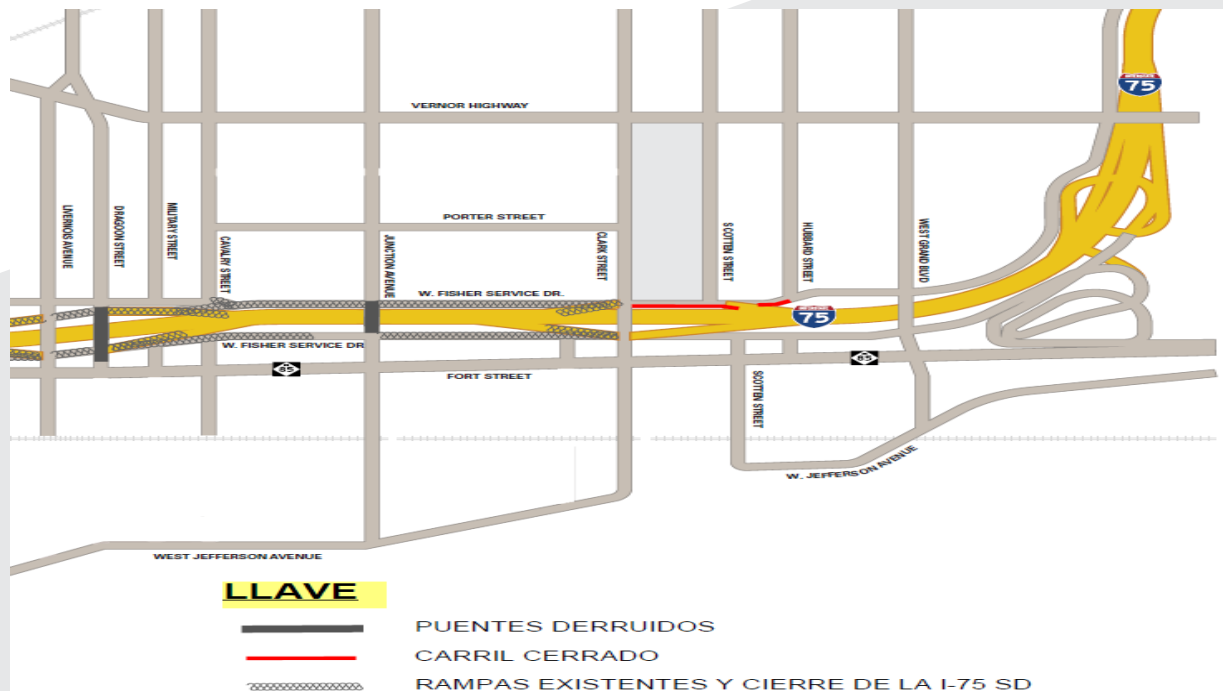 75
VERNOR HIGHWAY
LIVERNOIS AVENUE
DRAGOON STREET
MILITARY STREET
PORTER STREET
CAVALRY STREET
JUNCTION AVENUE
CLARK STREET
SCOTTEN STREET
HUBBARD STREET
WEST GRAND BLVD
W. FISHER SERVICE DR.
75
W. FISHER SERVICE DR
85
85
FORT STREET
SCOTTEN STREET
W. JEFFERSON AVENUE
WEST JEFFERSON AVENUE
LLAVE
PUENTES DERRUIDOS
CARRIL CERRADO
RAMPAS EXISTENTES Y CIERRE DE LA I-75 SD